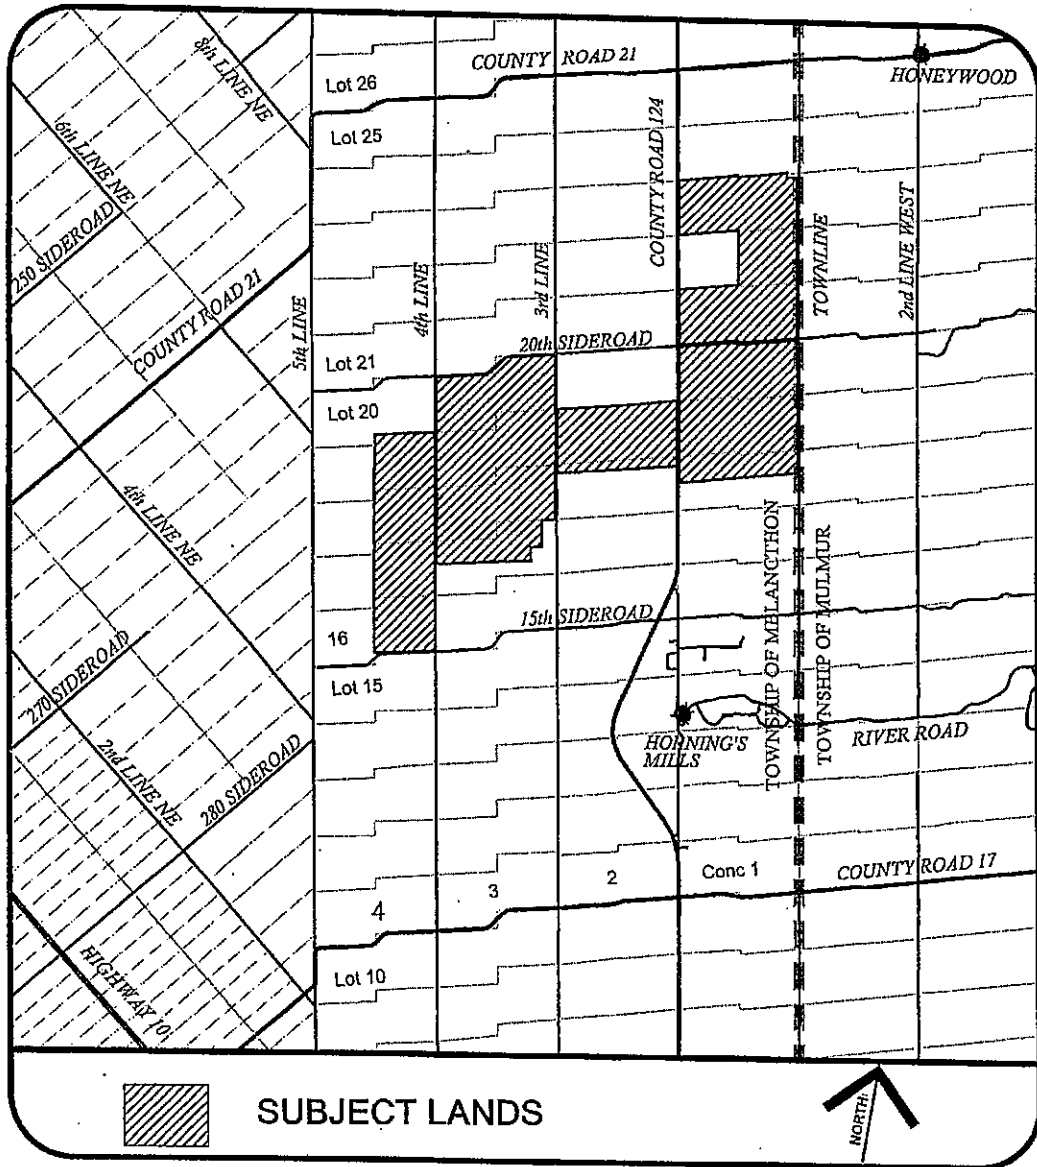 8th LINE NE
COUNTY ROAD 21
HONEYWOOD
Lot 26
Lot 25
6th LINE NE
250 SIDEROAD
COUNTY ROAD 21
5th LINE
4th LINE
3rd LINE
COUNTY ROAD 124
TOWNLINE
2nd LINE WEST
20th SIDEROAD
Lot 21
Lot 20
4th LINE NE
15th SIDEROAD
16
Lot 15
270 SIDEROAD
2nd LINE NE
280 SIDEROAD
HORNING'S
MILLS
TOWNSHIP OF MELANCTHON
TOWNSHIP OF MULMUR
RIVER ROAD
COUNTY ROAD 17
Conc 1
2
3
4
Lot 10
HIGHWAY 10
SUBJECT LANDS
NORTH